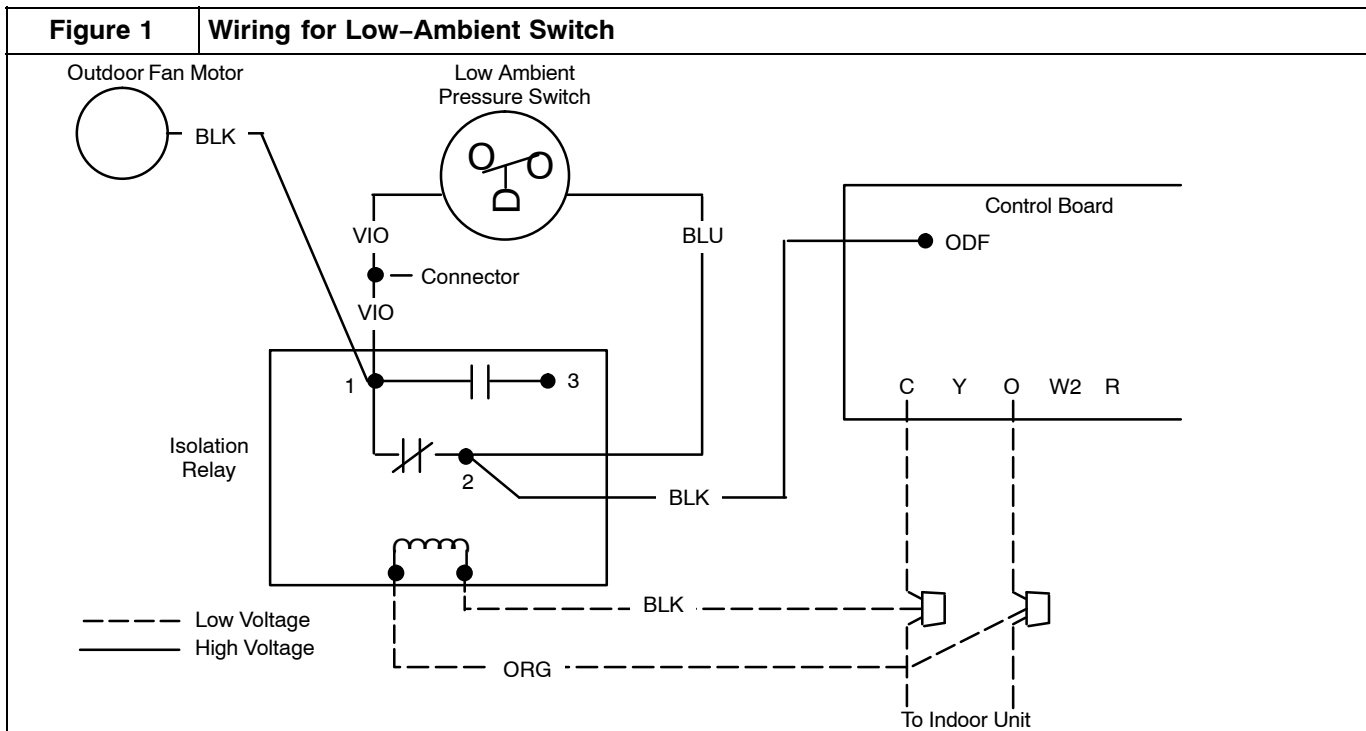 Figure 1
Wiring for Low-Ambient Switch
Outdoor Fan Motor
Low Ambient
Pressure Switch
BLK
Control Board
VIO
BLU
ODF
Connector
VIO
1
3
C Y O W2 R
Isolation
Relay
2
BLK
BLK
Low Voltage
High Voltage
ORG
To Indoor Unit